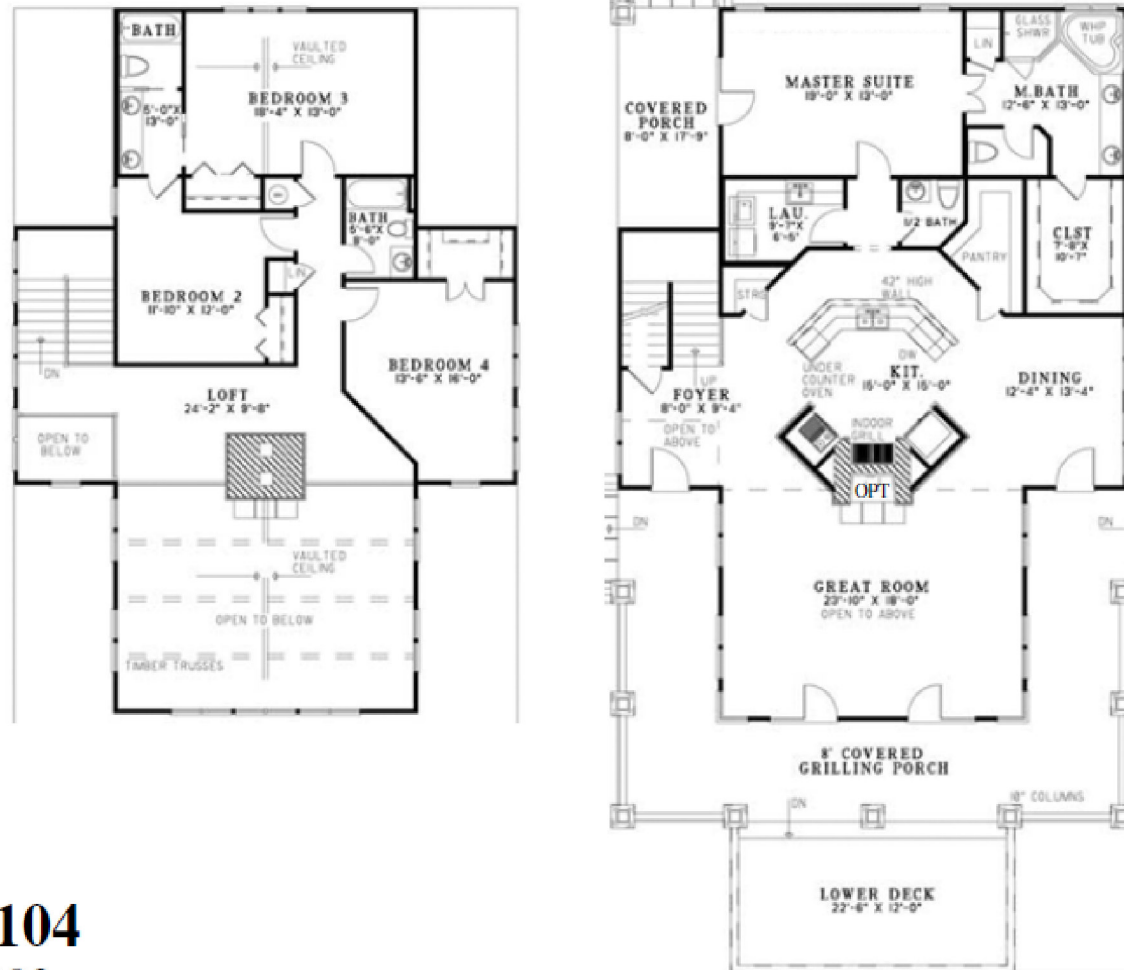 BATH
5'-0"X
13'-0"
VAULTED
CEILING
BEDROOM 3
18'-4" X 13'-0"
BATH
5'-6"X
9'-0"
LIN
BEDROOM 2
11'-10" X 12'-0"
BEDROOM 4
13'-6" X 16'-0"
DN
LOFT
24'-2" X 9'-8"
OPEN TO
BELOW
VAULTED
CEILING
OPEN TO BELOW
TIMBER TRUSSES
104
COVERED
PORCH
8'-0" X 17'-9"
MASTER SUITE
19'-0" X 13'-0"
LIN
GLASS
SHWR
WHP
TUB
M.BATH
12'-6" X 13'-0"
LAU.
9'-7"X
6'-5"
1/2 BATH
PANTRY
CLST
7'-8"X
10'-7"
STRG
42" HIGH
WALL
DW
UNDER
COUNTER
OVEN
KIT.
15'-0" X 15'-0"
DINING
12'-4" X 13'-4"
UP
FOYER
8'-0" X 9'-4"
OPEN TO
ABOVE
INDOOR
GRILL
OPT
DN
DN
GREAT ROOM
23'-10" X 18'-0"
OPEN TO ABOVE
8' COVERED
GRILLING PORCH
10" COLUMNS
DN
LOWER DECK
22'-6" X 12'-0"